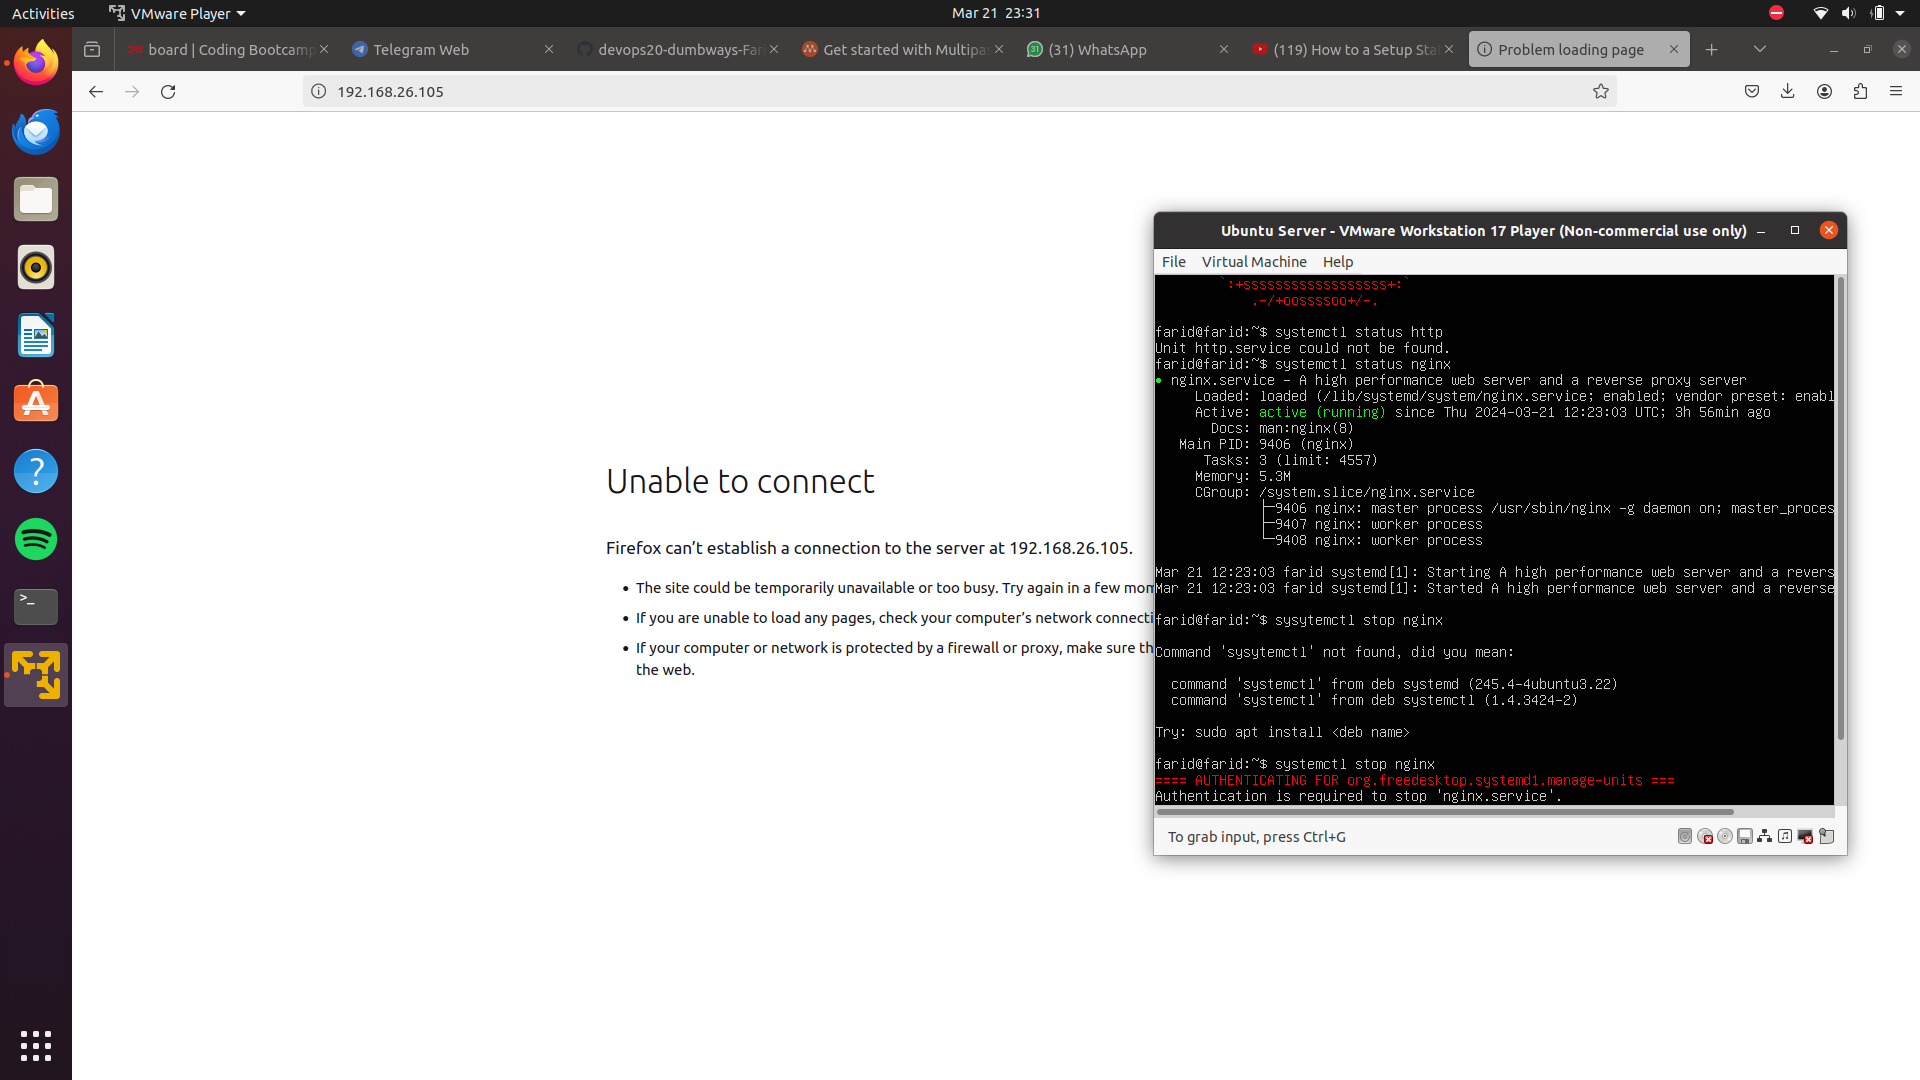 Activities
VMware Player
Mar 21 23:31
board | Coding Bootcamp
Telegram Web
devops20-dumbways-Fari
Get started with Multipas
(31) WhatsApp
(119) How to a Setup Stat
Problem loading page
192.168.26.105
Unable to connect
Firefox can’t establish a connection to the server at 192.168.26.105.
The site could be temporarily unavailable or too busy. Try again in a few mom
If you are unable to load any pages, check your computer’s network connecti
If your computer or network is protected by a firewall or proxy, make sure th
the web.
Ubuntu Server - VMware Workstation 17 Player (Non-commercial use only)
File Virtual Machine Help
`:+ssssssssssssssssss+:`
.-/+oossssoo+/-.
farid@farid:~$ systemctl status http
Unit http.service could not be found.
farid@farid:~$ systemctl status nginx
● nginx.service - A high performance web server and a reverse proxy server
Loaded: loaded (/lib/systemd/system/nginx.service; enabled; vendor preset: enabl
Active: active (running) since Thu 2024-03-21 12:23:03 UTC; 3h 56min ago
Docs: man:nginx(8)
Main PID: 9406 (nginx)
Tasks: 3 (limit: 4557)
Memory: 5.3M
CGroup: /system.slice/nginx.service
├─9406 nginx: master process /usr/sbin/nginx -g daemon on; master_proces
├─9407 nginx: worker process
└─9408 nginx: worker process
Mar 21 12:23:03 farid systemd[1]: Starting A high performance web server and a revers
Mar 21 12:23:03 farid systemd[1]: Started A high performance web server and a reverse
farid@farid:~$ sysytemctl stop nginx
Command 'sysytemctl' not found, did you mean:
command 'systemctl' from deb systemd (245.4-4ubuntu3.22)
command 'systemctl' from deb systemctl (1.4.3424-2)
Try: sudo apt install <deb name>
farid@farid:~$ systemctl stop nginx
==== AUTHENTICATING FOR org.freedesktop.systemd1.manage-units ===
Authentication is required to stop 'nginx.service'.
To grab input, press Ctrl+G